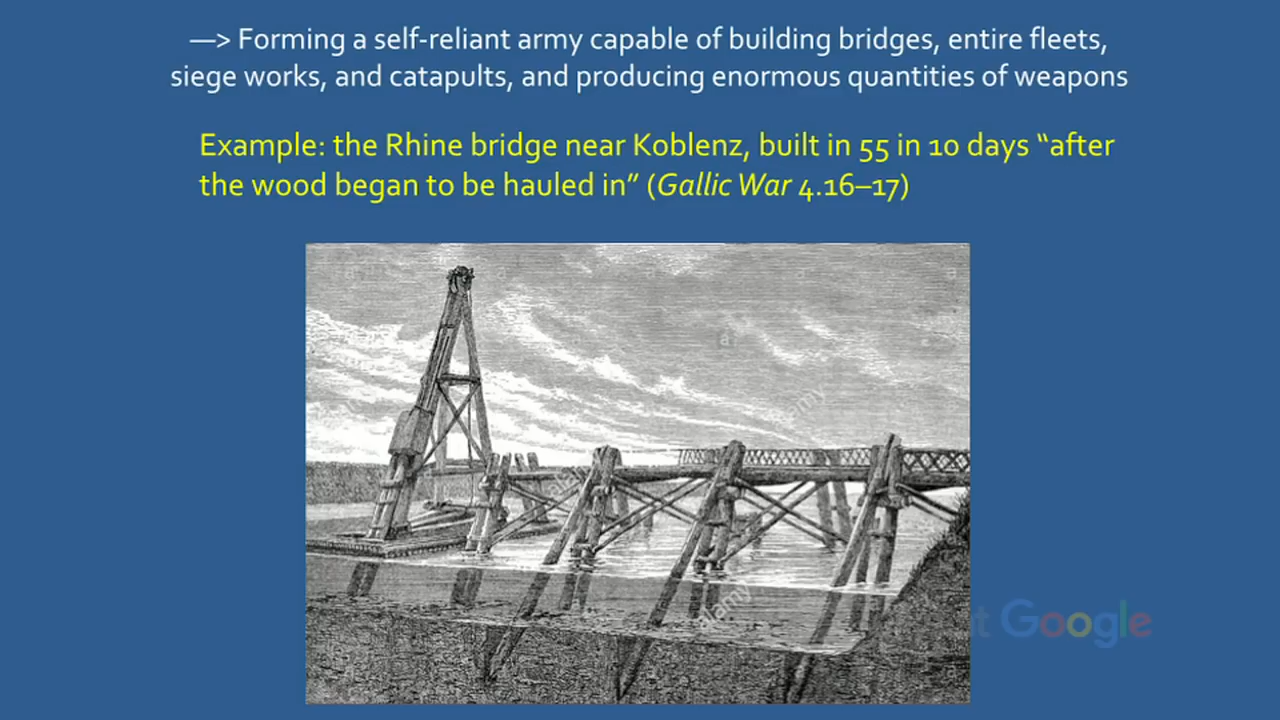 —> Forming a self-reliant army capable of building bridges, entire fleets,
siege works, and catapults, and producing enormous quantities of weapons
Example: the Rhine bridge near Koblenz, built in 55 in 10 days “after
the wood began to be hauled in” (Gallic War 4.16–17)
alamy
at Google